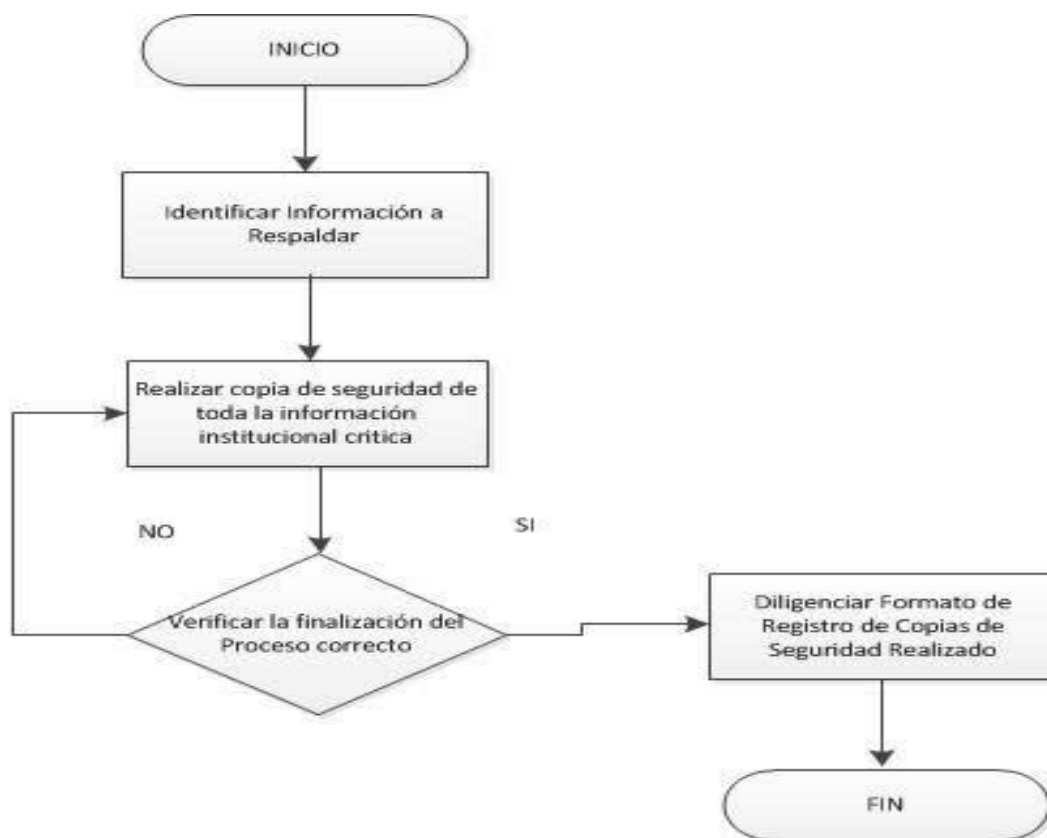 INICIO
Identificar Información a
Respaldar
Realizar copia de seguridad de
toda la información
institucional critica
NO
SI
Verificar la finalización del
Proceso correcto
Diligenciar Formato de
Registro de Copias de
Seguridad Realizado
FIN